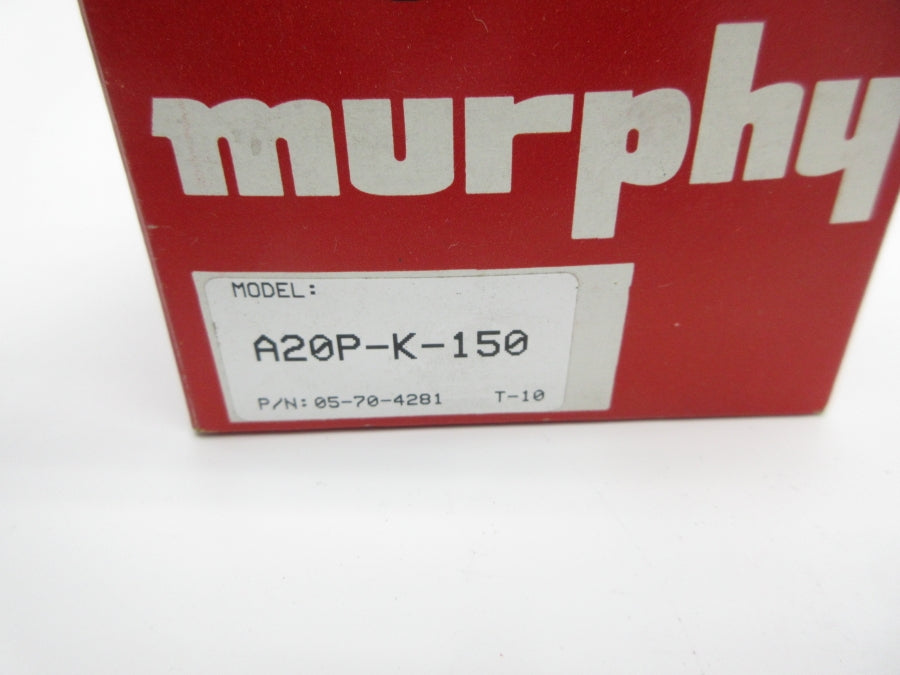 murphy
MODEL:
A20P-K-150
P/N: 05-70-4281 T-10